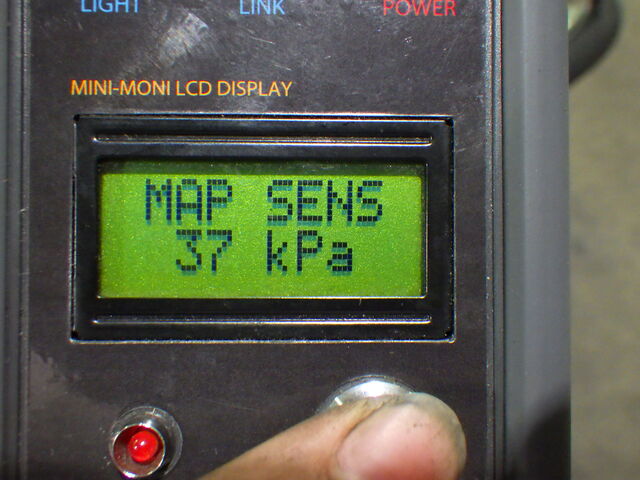 LIGHT LINK POWER
MINI-MONI LCD DISPLAY
MAP SENS
37 kPa